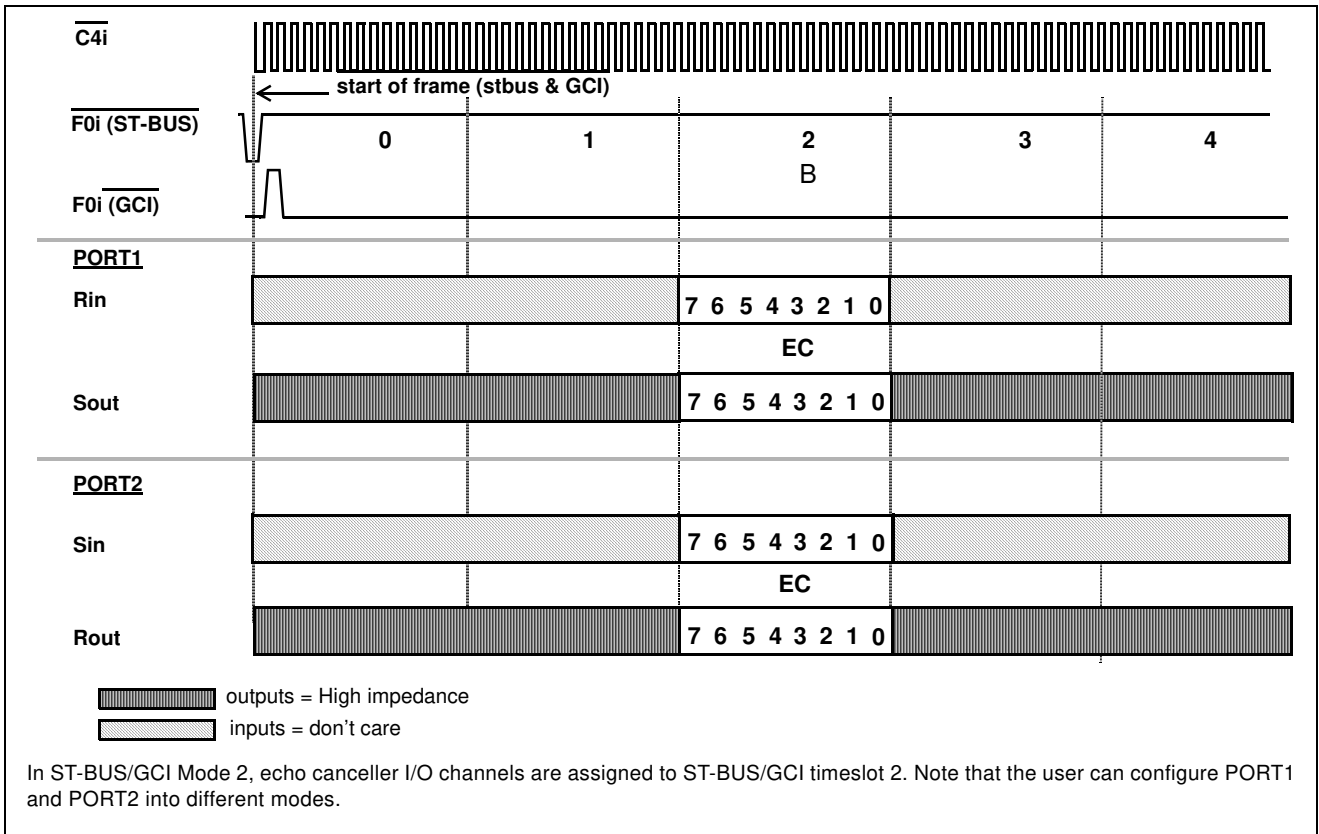 C4i
start of frame (stbus & GCI)
F0i (ST-BUS)
0 1 2 3 4
B
F0i (GCI)
PORT1
Rin
7 6 5 4 3 2 1 0
EC
Sout
7 6 5 4 3 2 1 0
PORT2
Sin
7 6 5 4 3 2 1 0
EC
Rout
7 6 5 4 3 2 1 0
outputs = High impedance
inputs = don't care
In ST-BUS/GCI Mode 2, echo canceller I/O channels are assigned to ST-BUS/GCI timeslot 2. Note that the user can configure PORT1
and PORT2 into different modes.